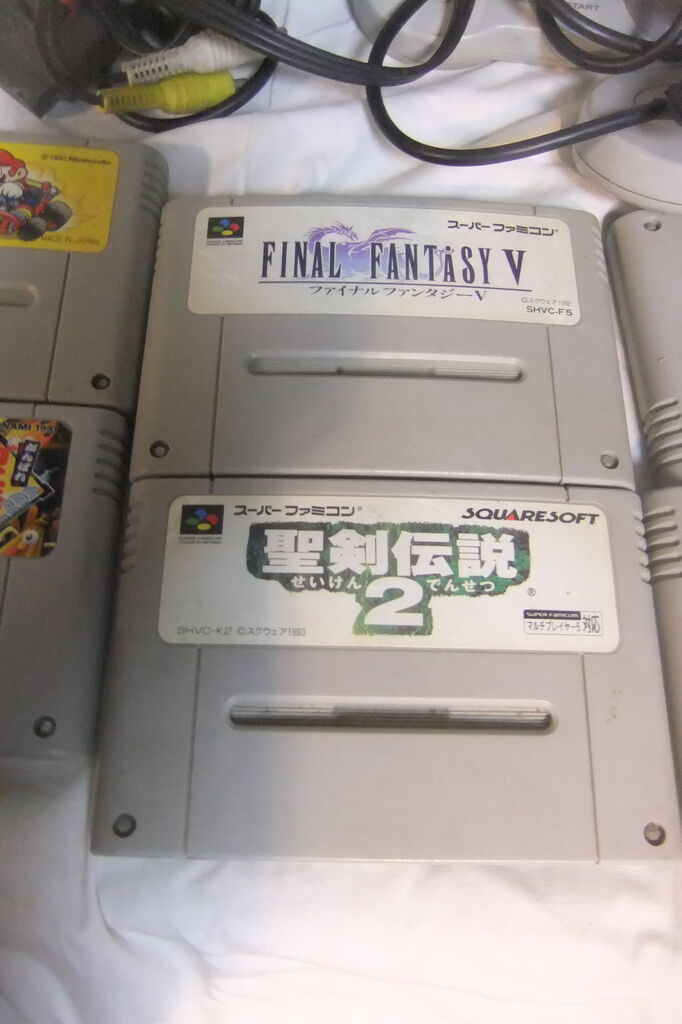 START
©1992 Nintendo
MADE IN JAPAN
スーパーファミコン®
FINAL FANTASY V
ファイナルファンタジーV
©スクウェア 1992
SHVC-F5
スーパーファミコン®
SQUARESOFT
聖剣伝説
せいけん でんせつ
2
®
SHVC-K2 ©スクウェア1993
SUPER FAMICOM
マルチプレイヤー5 対応